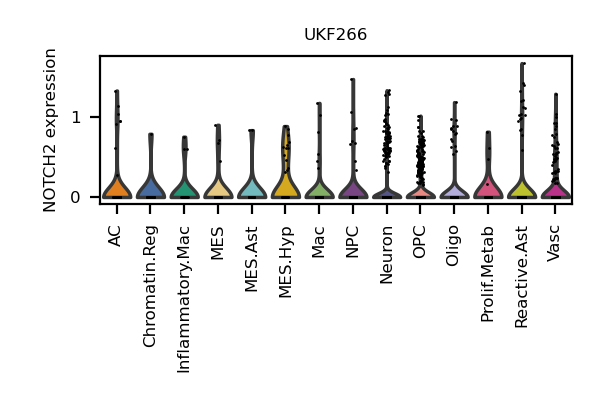 UKF266
NOTCH2 expression
1
0
AC
Chromatin.Reg
Inflammatory.Mac
MES
MES.Ast
MES.Hyp
Mac
NPC
Neuron
OPC
Oligo
Prolif.Metab
Reactive.Ast
Vasc